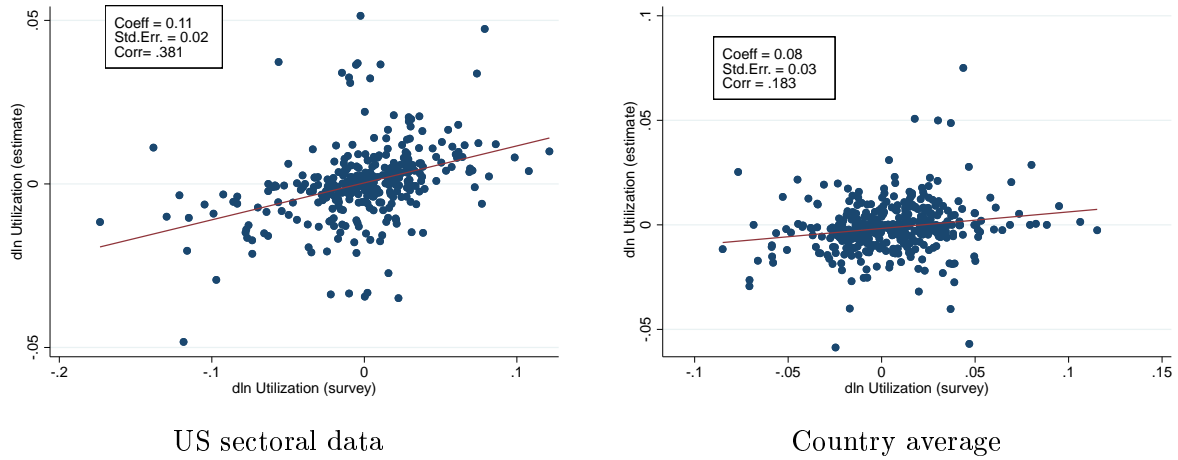 Coeff = 0.11
Std.Err. = 0.02
Corr= .381
.05
0
-.05
dln Utilization (estimate)
-.2
-.1
0
.1
dln Utilization (survey)
US sectoral data
Coeff = 0.08
Std.Err. = 0.03
Corr = .183
.1
.05
0
-.05
dln Utilization (estimate)
-.1
-.05
0
.05
.1
.15
dln Utilization (survey)
Country average